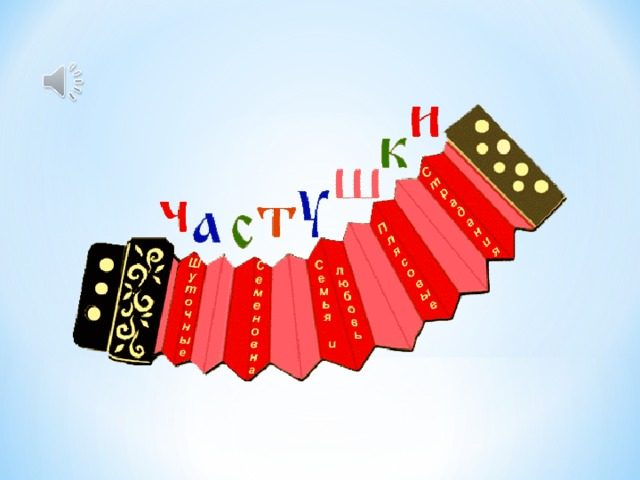 частушки
Шуточные
Семеновна
Семья и
любовь
Плясовые
Страдания